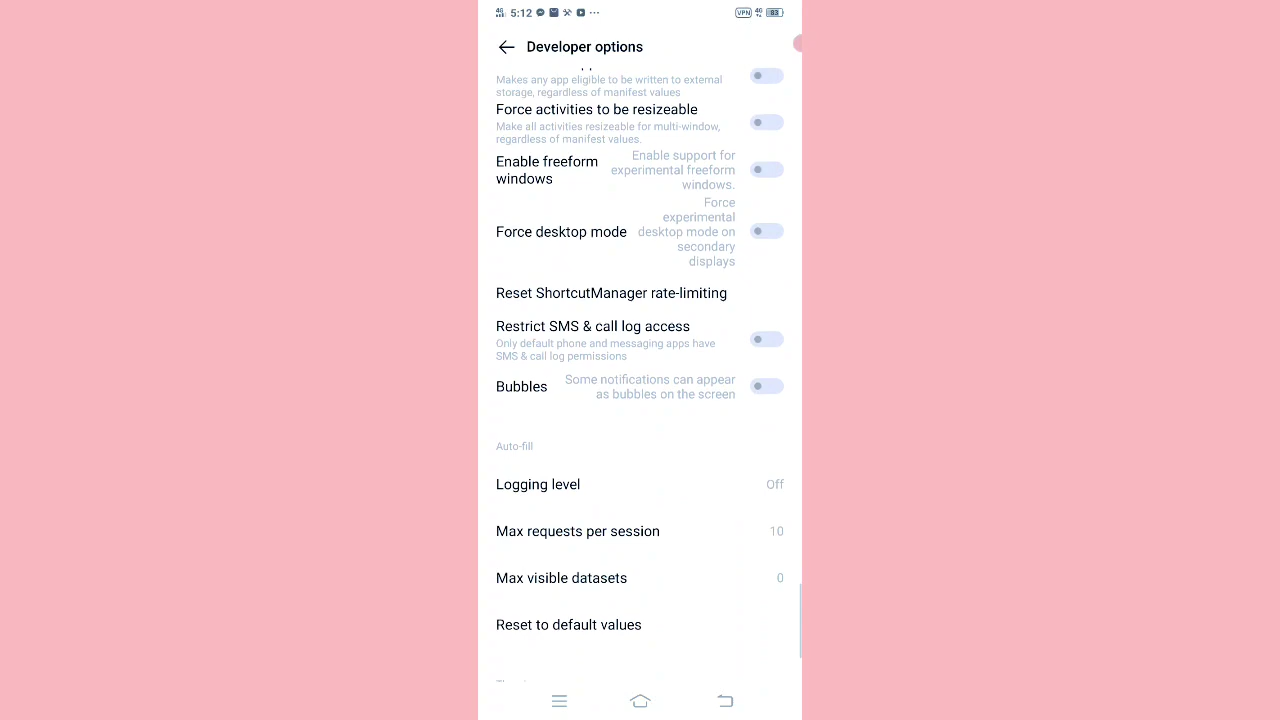 4G 5:12 ... VPN 4G 83
Developer options
Makes any app eligible to be written to external
storage, regardless of manifest values
Force activities to be resizeable
Make all activities resizeable for multi-window,
regardless of manifest values.
Enable freeform
windows
Enable support for
experimental freeform
windows.
Force desktop mode
Force
experimental
desktop mode on
secondary
displays
Reset ShortcutManager rate-limiting
Restrict SMS & call log access
Only default phone and messaging apps have
SMS & call log permissions
Bubbles
Some notifications can appear
as bubbles on the screen
Auto-fill
Logging level
Off
Max requests per session
10
Max visible datasets
0
Reset to default values